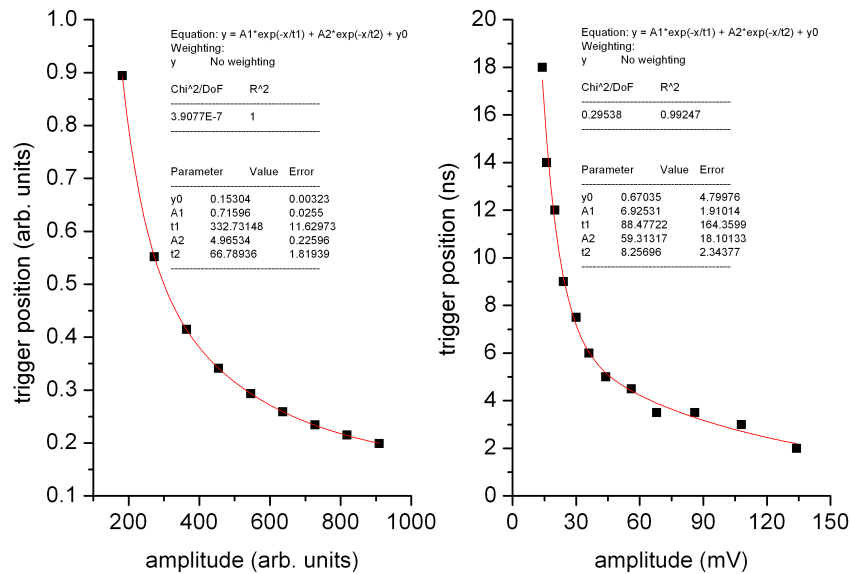 Equation: y = A1*exp(-x/t1) + A2*exp(-x/t2) + y0
Weighting:
y No weighting
Chi^2/DoF R^2
3.9077E-7 1
Parameter Value Error
y0 0.15304 0.00323
A1 0.71596 0.0255
t1 332.73148 11.62973
A2 4.96534 0.22596
t2 66.78936 1.81939
0.9
0.8
0.7
0.6
0.5
0.4
0.3
0.2
0.1
trigger position (arb. units)
200 400 600 800 1000
amplitude (arb. units)
Equation: y = A1*exp(-x/t1) + A2*exp(-x/t2) + y0
Weighting:
y No weighting
Chi^2/DoF R^2
0.29538 0.99247
Parameter Value Error
y0 0.67035 4.79976
A1 6.92531 1.91014
t1 88.47722 164.3599
A2 59.31317 18.10133
t2 8.25696 2.34377
20
18
16
14
12
10
8
6
4
2
0
trigger position (ns)
0 30 60 90 120 150
amplitude (mV)